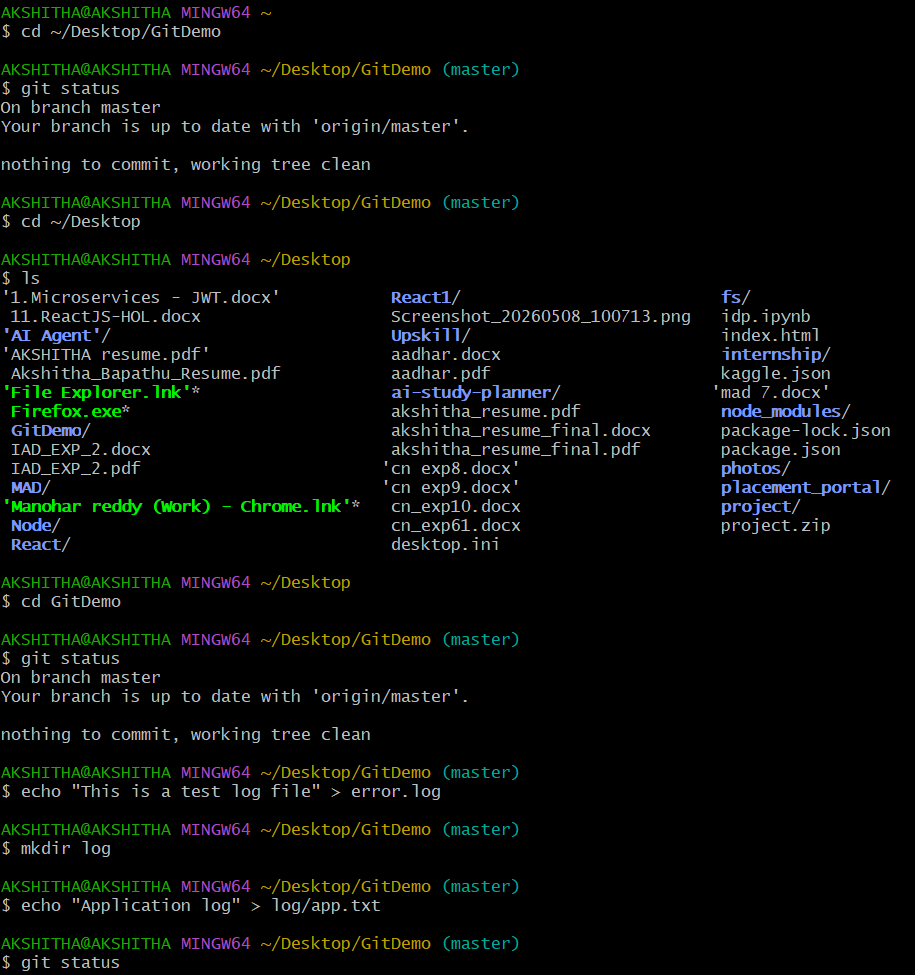 AKSHITHA@AKSHITHA MINGW64 ~
$ cd ~/Desktop/GitDemo

AKSHITHA@AKSHITHA MINGW64 ~/Desktop/GitDemo (master)
$ git status
On branch master
Your branch is up to date with 'origin/master'.

nothing to commit, working tree clean

AKSHITHA@AKSHITHA MINGW64 ~/Desktop/GitDemo (master)
$ cd ~/Desktop

AKSHITHA@AKSHITHA MINGW64 ~/Desktop
$ ls
'1.Microservices - JWT.docx'           React1/                          fs/
 11.ReactJS-HOL.docx                   Screenshot_20260508_100713.png   idp.ipynb
'AI Agent'/                            Upskill/                         index.html
'AKSHITHA resume.pdf'                  aadhar.docx                      internship/
 Akshitha_Bapathu_Resume.pdf           aadhar.pdf                       kaggle.json
'File Explorer.lnk'*                   ai-study-planner/               'mad 7.docx'
 Firefox.exe*                          akshitha_resume.pdf              node_modules/
 GitDemo/                              akshitha_resume_final.docx       package-lock.json
 IAD_EXP_2.docx                        akshitha_resume_final.pdf        package.json
 IAD_EXP_2.pdf                        'cn exp8.docx'                    photos/
 MAD/                                 'cn exp9.docx'                    placement_portal/
'Manohar reddy (Work) - Chrome.lnk'*   cn_exp10.docx                    project/
 Node/                                 cn_exp61.docx                    project.zip
 React/                                desktop.ini

AKSHITHA@AKSHITHA MINGW64 ~/Desktop
$ cd GitDemo

AKSHITHA@AKSHITHA MINGW64 ~/Desktop/GitDemo (master)
$ git status
On branch master
Your branch is up to date with 'origin/master'.

nothing to commit, working tree clean

AKSHITHA@AKSHITHA MINGW64 ~/Desktop/GitDemo (master)
$ echo "This is a test log file" > error.log

AKSHITHA@AKSHITHA MINGW64 ~/Desktop/GitDemo (master)
$ mkdir log

AKSHITHA@AKSHITHA MINGW64 ~/Desktop/GitDemo (master)
$ echo "Application log" > log/app.txt

AKSHITHA@AKSHITHA MINGW64 ~/Desktop/GitDemo (master)
$ git status